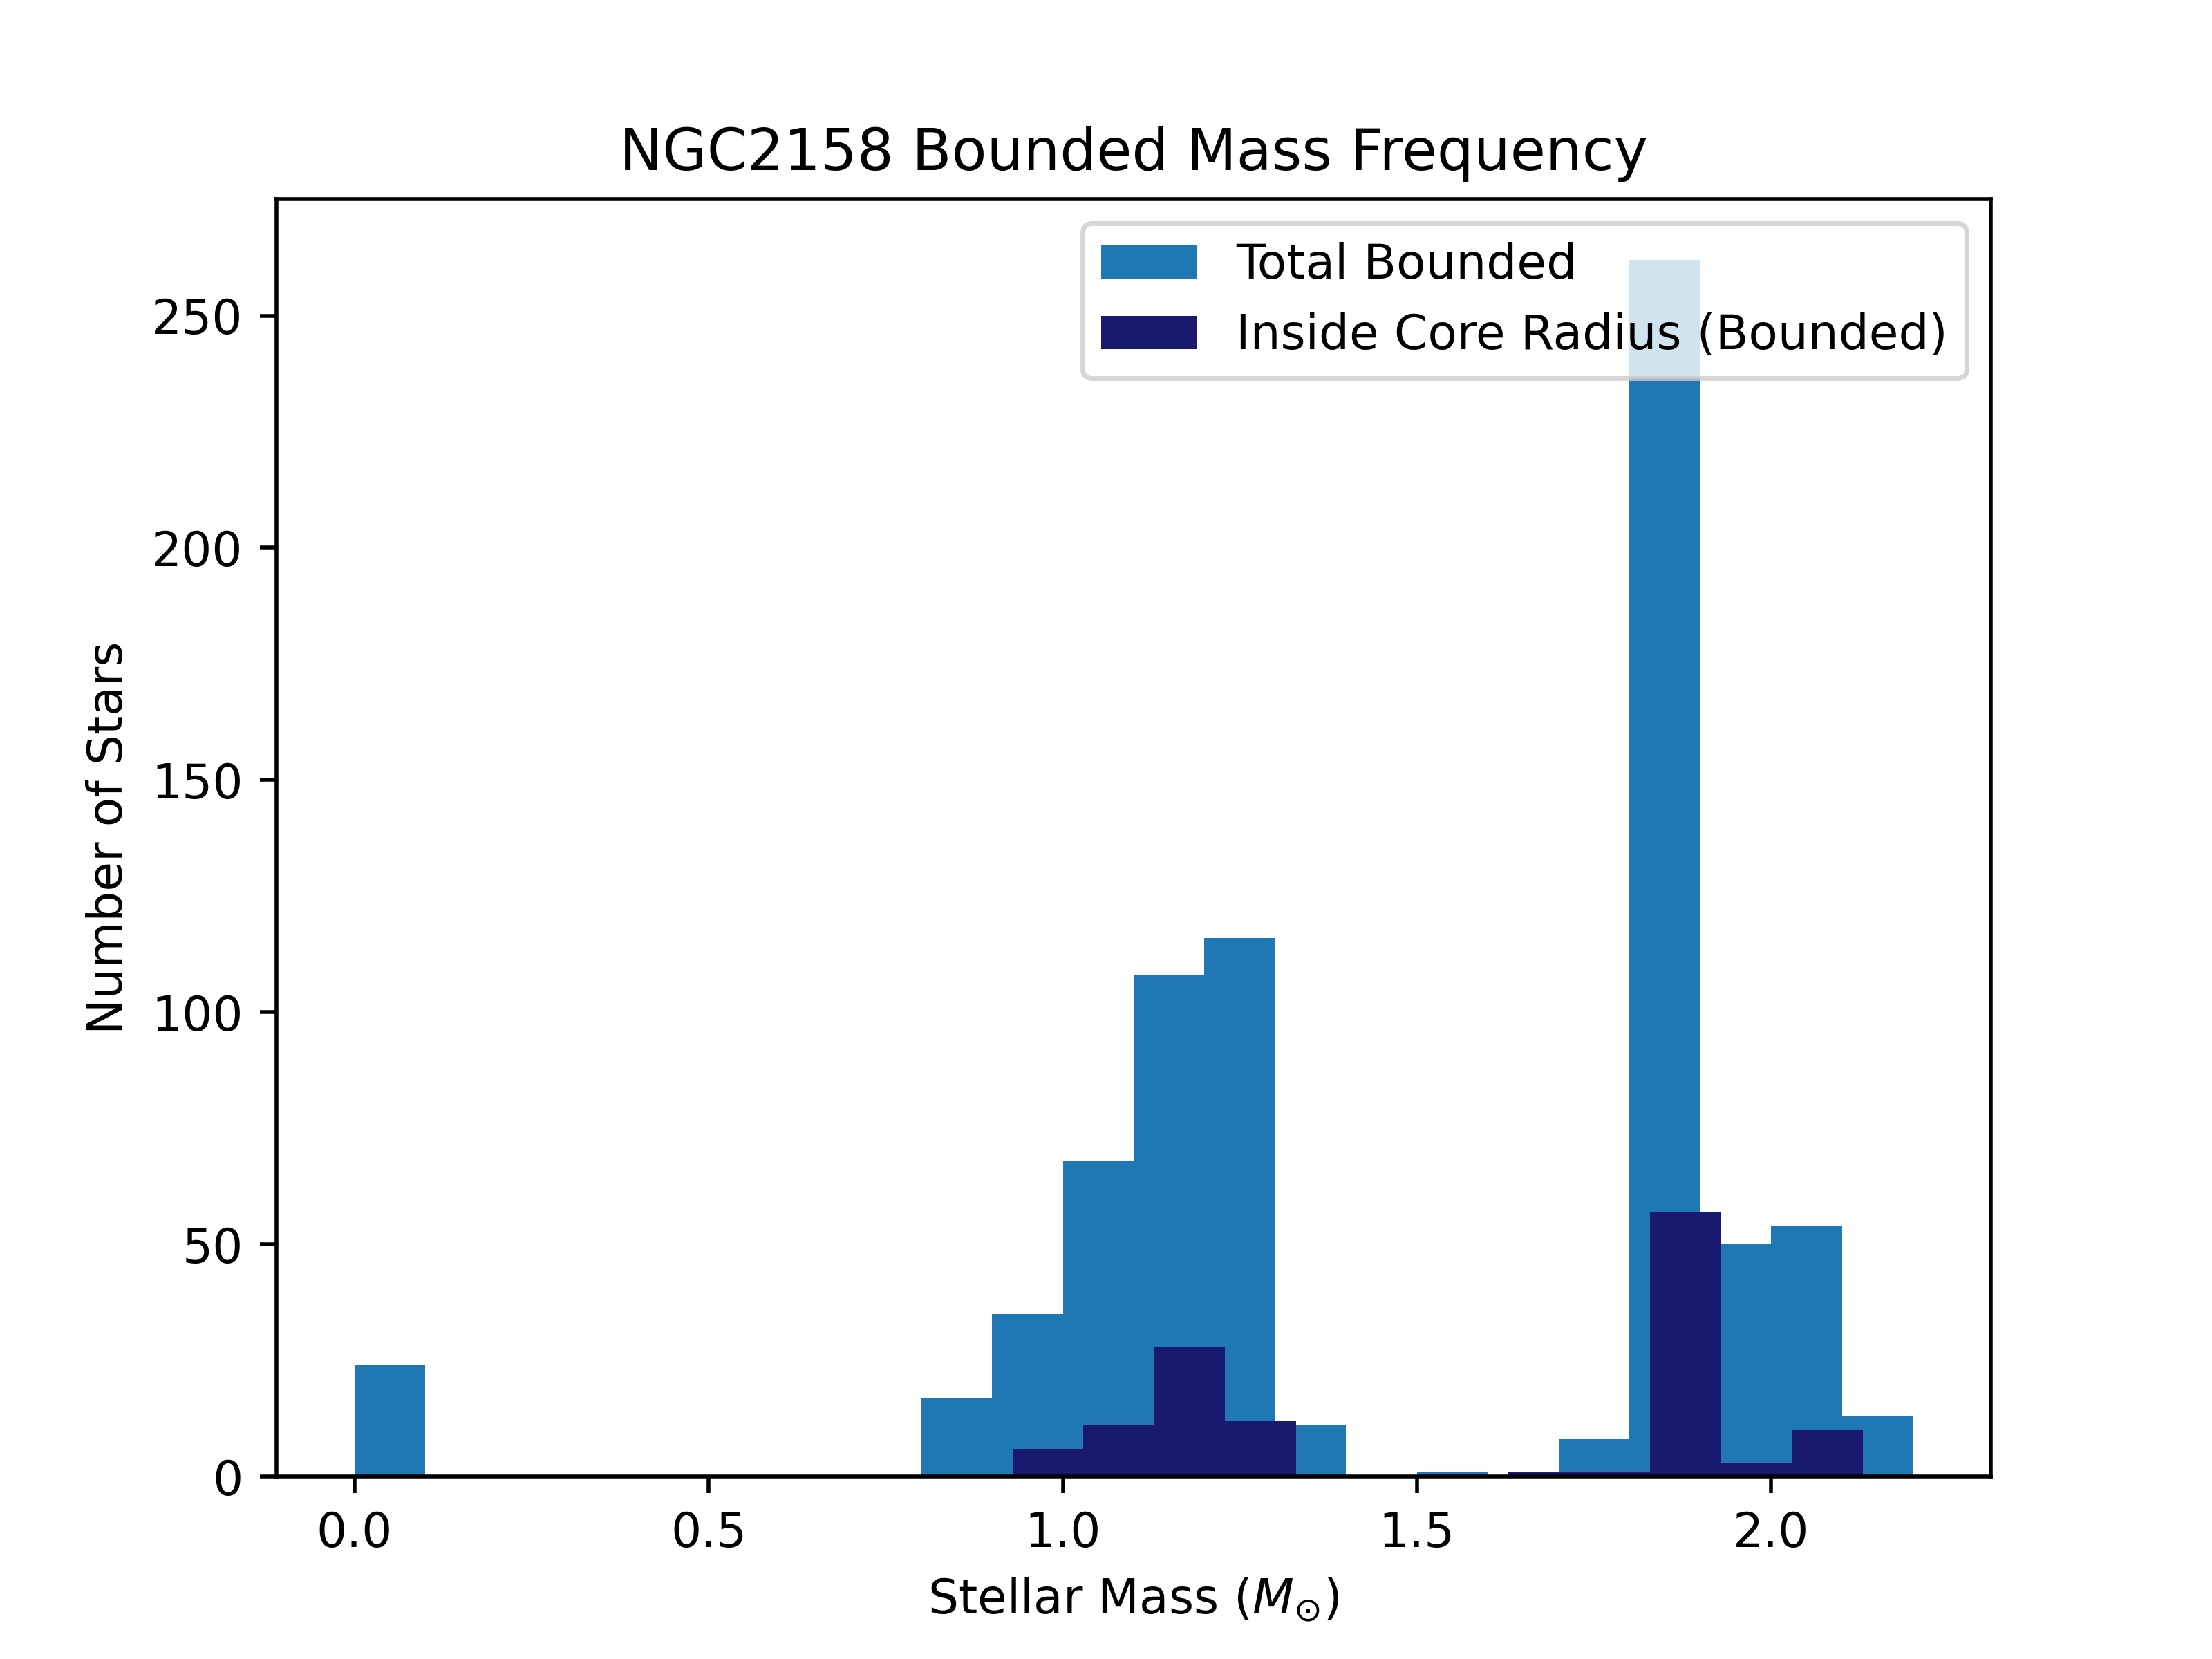 NGC2158 Bounded Mass Frequency
Total Bounded
Inside Core Radius (Bounded)
250
200
150
100
50
0
Number of Stars
0.0 0.5 1.0 1.5 2.0
Stellar Mass (M⊙)